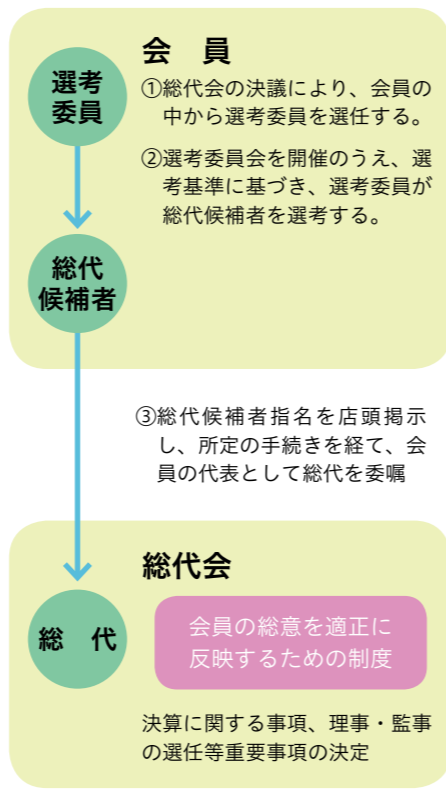 会　員
選考
委員
①総代会の決議により、会員の
中から選考委員を選任する。
②選考委員会を開催のうえ、選
考基準に基づき、選考委員が
総代候補者を選考する。
総代
候補者
③総代候補者指名を店頭掲示
し、所定の手続きを経て、会
員の代表として総代を委嘱
総代会
総　代
会員の総意を適正に
反映するための制度
決算に関する事項、理事・監事
の選任等重要事項の決定